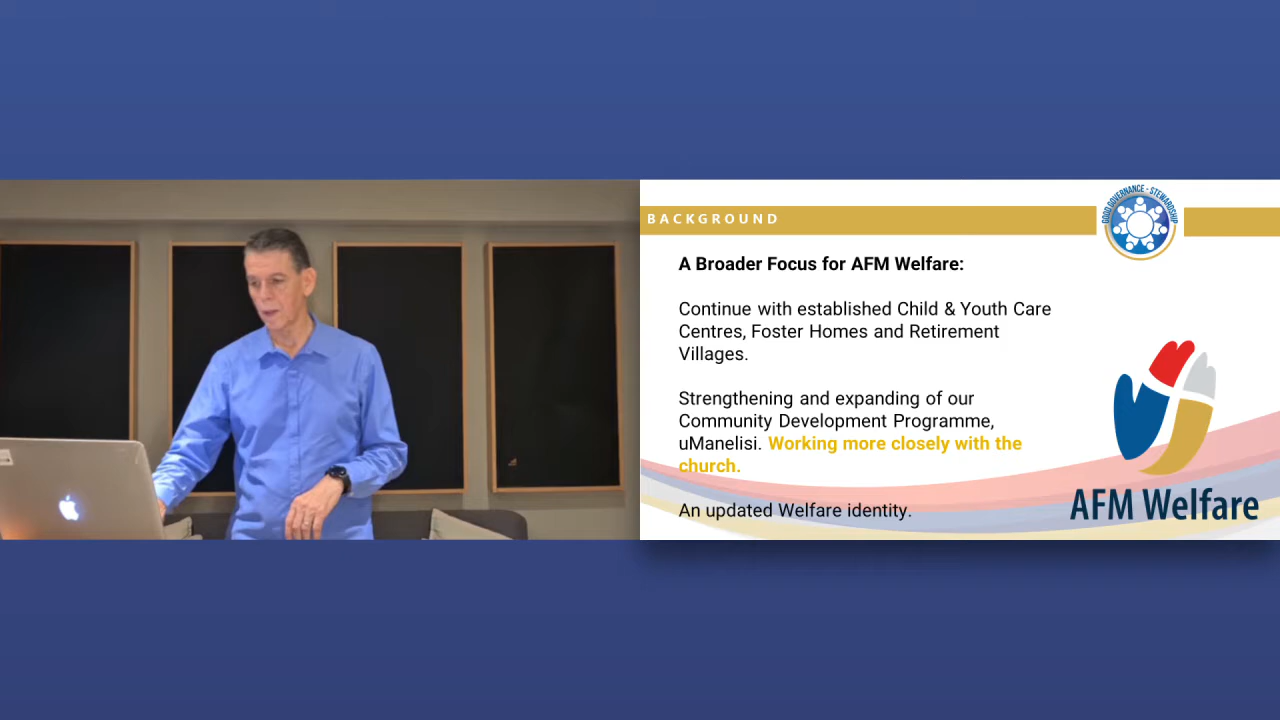 BACKGROUND
GOOD GOVERNANCE - STEWARDSHIP
A Broader Focus for AFM Welfare:
Continue with established Child & Youth Care
Centres, Foster Homes and Retirement
Villages.
Strengthening and expanding of our
Community Development Programme,
uManelisi. Working more closely with the
church.
An updated Welfare identity.
AFM Welfare